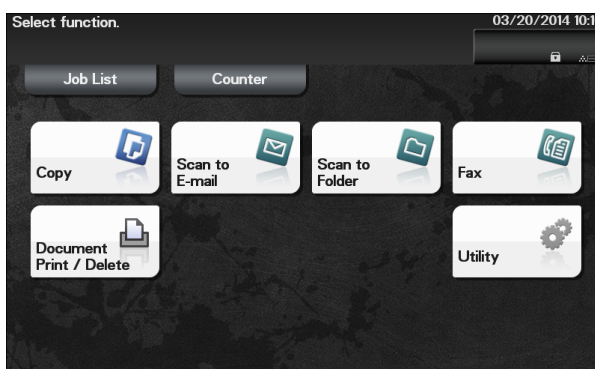 Select function.
03/20/2014 10:1
Job List
Counter
Copy
Scan to
E-mail
Scan to
Folder
Fax
Document
Print / Delete
Utility